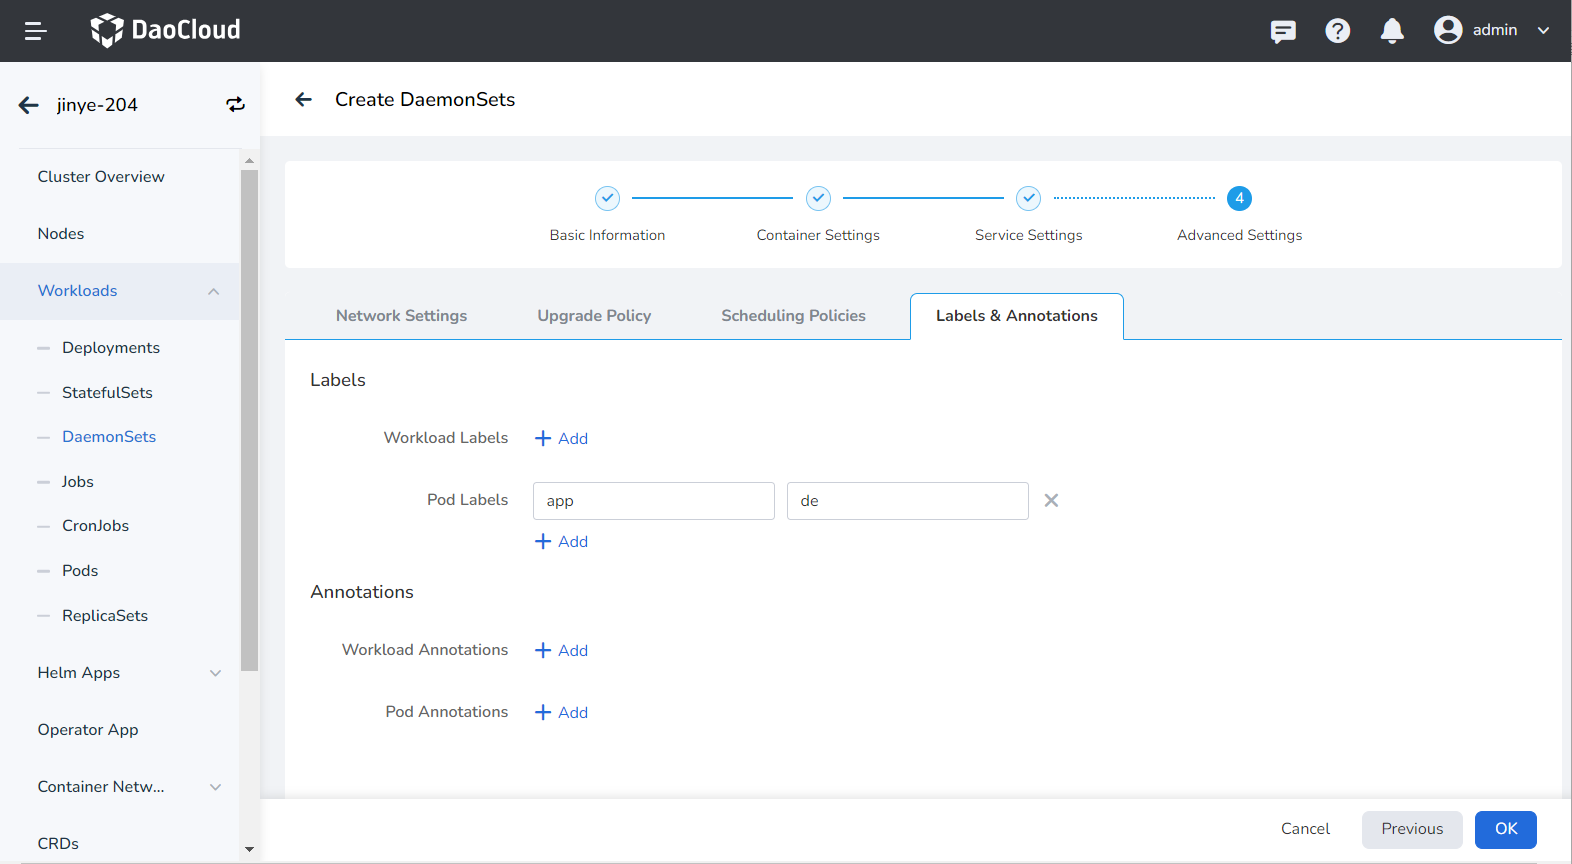 DaoCloud
admin
jinye-204
Create DaemonSets
Cluster Overview
Nodes
Workloads
Deployments
StatefulSets
DaemonSets
Jobs
CronJobs
Pods
ReplicaSets
Helm Apps
Operator App
Container Netw...
CRDs
4
Basic Information
Container Settings
Service Settings
Advanced Settings
Network Settings
Upgrade Policy
Scheduling Policies
Labels & Annotations
Labels
Workload Labels
Add
Pod Labels
app
de
Add
Annotations
Workload Annotations
Add
Pod Annotations
Add
Cancel
Previous
OK